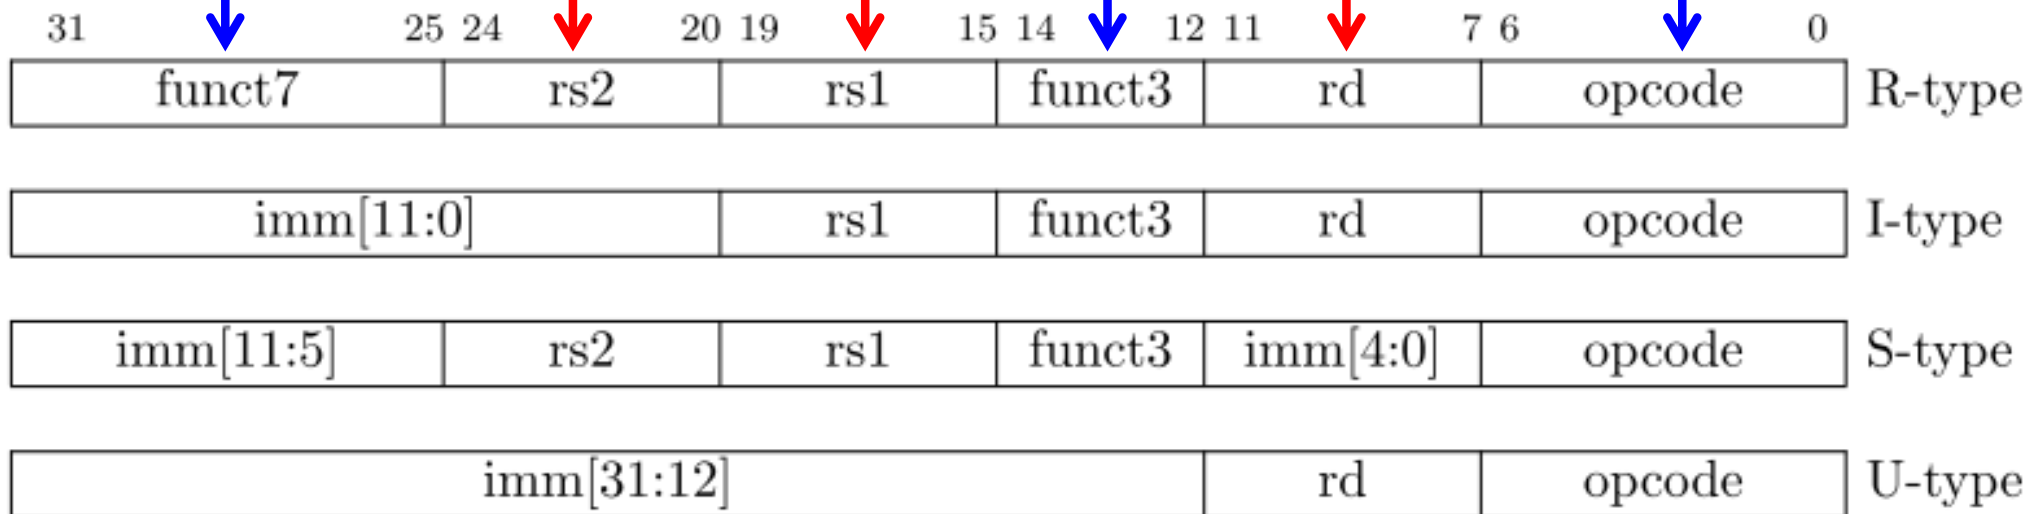 31 25 24 20 19 15 14 12 11 7 6 0
funct7 rs2 rs1 funct3 rd opcode R-type
imm[11:0] rs1 funct3 rd opcode I-type
imm[11:5] rs2 rs1 funct3 imm[4:0] opcode S-type
imm[31:12] rd opcode U-type